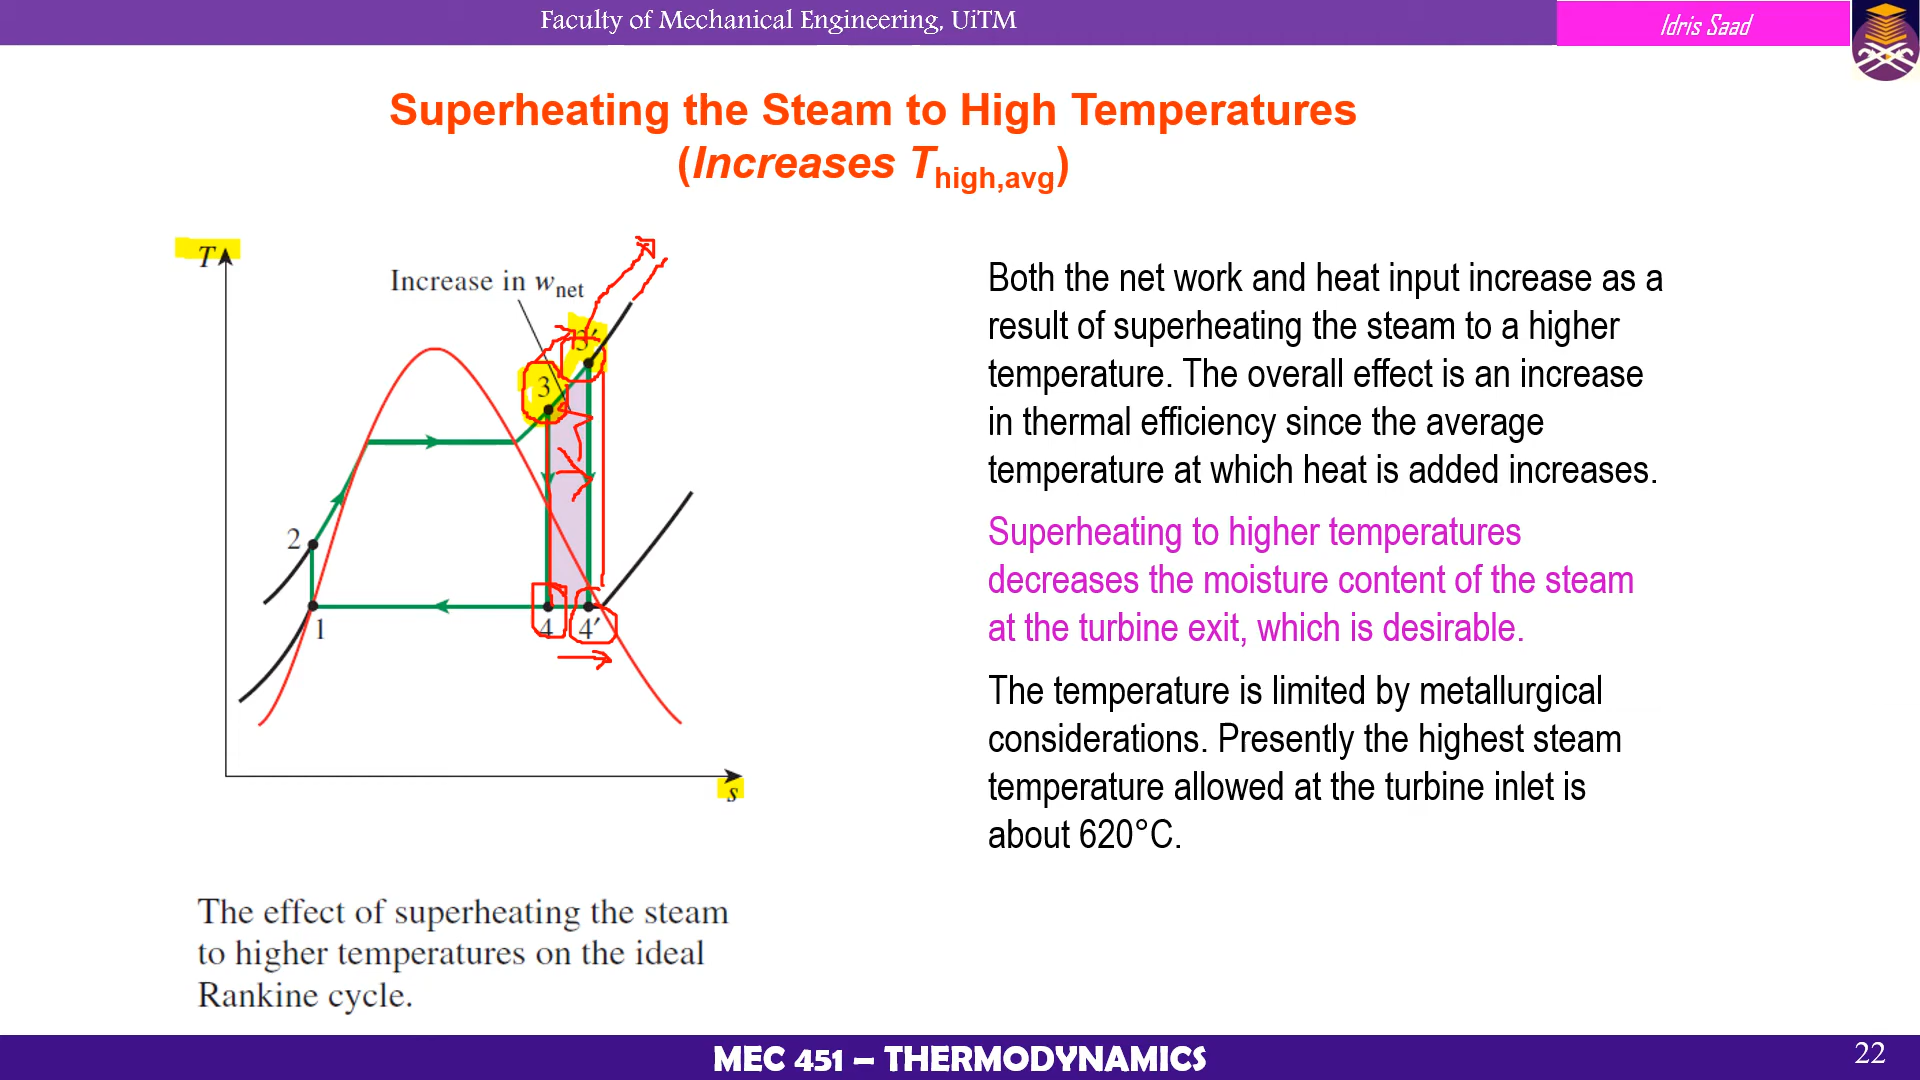 Faculty of Mechanical Engineering, UiTM
Idris Saad
Superheating the Steam to High Temperatures
(Increases Thigh,avg)
T
Increase in wnet
3'
3
2
1
4
4'
s
The effect of superheating the steam
to higher temperatures on the ideal
Rankine cycle.
Both the net work and heat input increase as a
result of superheating the steam to a higher
temperature. The overall effect is an increase
in thermal efficiency since the average
temperature at which heat is added increases.
Superheating to higher temperatures
decreases the moisture content of the steam
at the turbine exit, which is desirable.
The temperature is limited by metallurgical
considerations. Presently the highest steam
temperature allowed at the turbine inlet is
about 620°C.
MEC 451 – THERMODYNAMICS
22